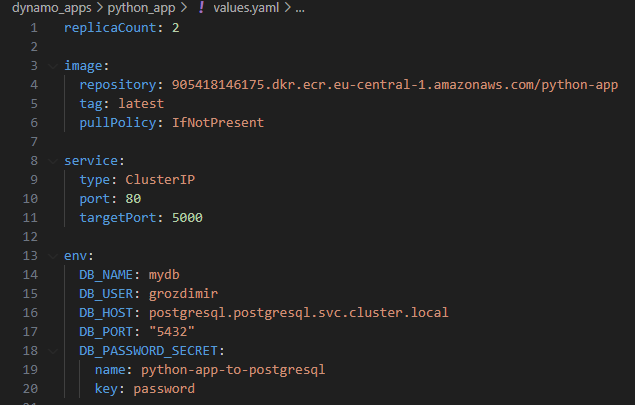 dynamo_apps > python_app > ! values.yaml > ...
1 replicaCount: 2
2
3 image:
4 repository: 905418146175.dkr.ecr.eu-central-1.amazonaws.com/python-app
5 tag: latest
6 pullPolicy: IfNotPresent
7
8 service:
9 type: ClusterIP
10 port: 80
11 targetPort: 5000
12
13 env:
14 DB_NAME: mydb
15 DB_USER: grozdimir
16 DB_HOST: postgresql.postgresql.svc.cluster.local
17 DB_PORT: "5432"
18 DB_PASSWORD_SECRET:
19 name: python-app-to-postgresql
20 key: password